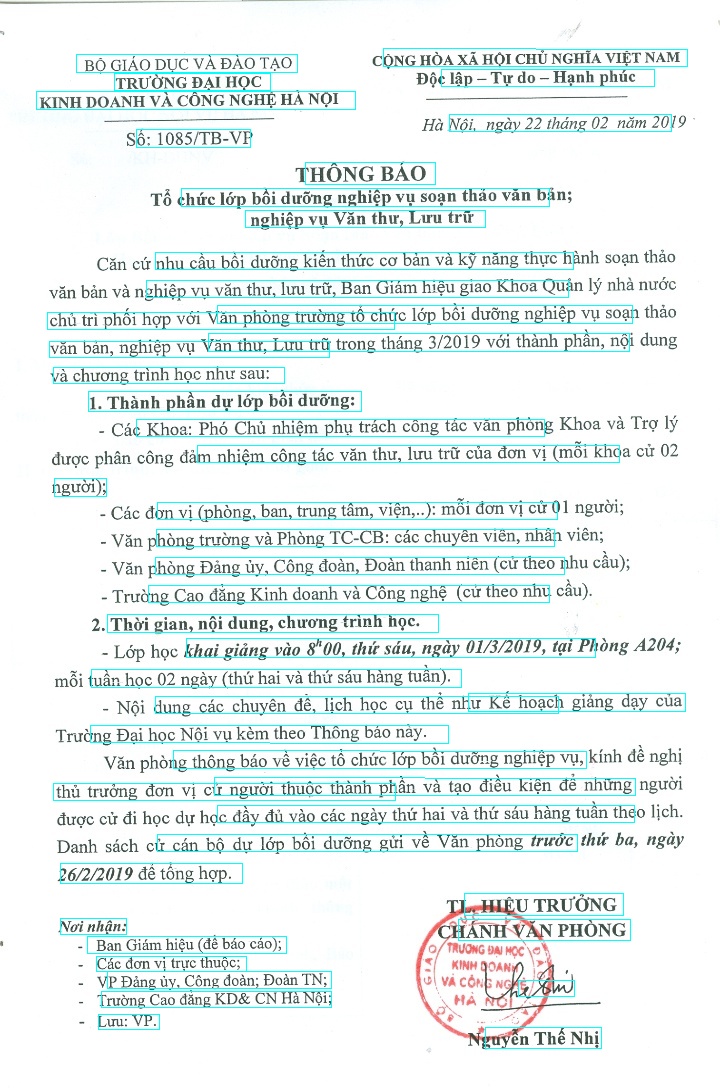 BỘ GIÁO DỤC VÀ ĐÀO TẠO
TRƯỜNG ĐẠI HỌC
KINH DOANH VÀ CÔNG NGHỆ HÀ NỘI
Số: 1085/TB-VP
CỘNG HÒA XÃ HỘI CHỦ NGHĨA VIỆT NAM
Độc lập – Tự do – Hạnh phúc
Hà Nội, ngày 22 tháng 02 năm 2019
THÔNG BÁO
Tổ chức lớp bồi dưỡng nghiệp vụ soạn thảo văn bản;
nghiệp vụ Văn thư, Lưu trữ
Căn cứ nhu cầu bồi dưỡng kiến thức cơ bản và kỹ năng thực hành soạn thảo
văn bản và nghiệp vụ văn thư, lưu trữ, Ban Giám hiệu giao Khoa Quản lý nhà nước
chủ trì phối hợp với Văn phòng trường tổ chức lớp bồi dưỡng nghiệp vụ soạn thảo
văn bản, nghiệp vụ Văn thư, Lưu trữ trong tháng 3/2019 với thành phần, nội dung
và chương trình học như sau:
1. Thành phần dự lớp bồi dưỡng:
- Các Khoa: Phó Chủ nhiệm phụ trách công tác văn phòng Khoa và Trợ lý
được phân công đảm nhiệm công tác văn thư, lưu trữ của đơn vị (mỗi khoa cử 02
người);
- Các đơn vị (phòng, ban, trung tâm, viện,..): mỗi đơn vị cử 01 người;
- Văn phòng trường và Phòng TC-CB: các chuyên viên, nhân viên;
- Văn phòng Đảng ủy, Công đoàn, Đoàn thanh niên (cử theo nhu cầu);
- Trường Cao đẳng Kinh doanh và Công nghệ (cử theo nhu cầu).
2. Thời gian, nội dung, chương trình học.
- Lớp học khai giảng vào 8h00, thứ sáu, ngày 01/3/2019, tại Phòng A204;
mỗi tuần học 02 ngày (thứ hai và thứ sáu hàng tuần).
- Nội dung các chuyên đề, lịch học cụ thể như Kế hoạch giảng dạy của
Trường Đại học Nội vụ kèm theo Thông báo này.
Văn phòng thông báo về việc tổ chức lớp bồi dưỡng nghiệp vụ, kính đề nghị
thủ trưởng đơn vị cử người thuộc thành phần và tạo điều kiện để những người
được cử đi học dự học đầy đủ vào các ngày thứ hai và thứ sáu hàng tuần theo lịch.
Danh sách cử cán bộ dự lớp bồi dưỡng gửi về Văn phòng trước thứ ba, ngày
26/2/2019 để tổng hợp.
Nơi nhận:
- Ban Giám hiệu (để báo cáo);
- Các đơn vị trực thuộc;
- VP Đảng ủy, Công đoàn; Đoàn TN;
- Trường Cao đẳng KD& CN Hà Nội;
- Lưu: VP.
TL. HIỆU TRƯỞNG
CHÁNH VĂN PHÒNG
TRƯỜNG ĐẠI HỌC
KINH DOANH
VÀ CÔNG NGHỆ
HÀ NỘI
Nguyễn Thế Nhị